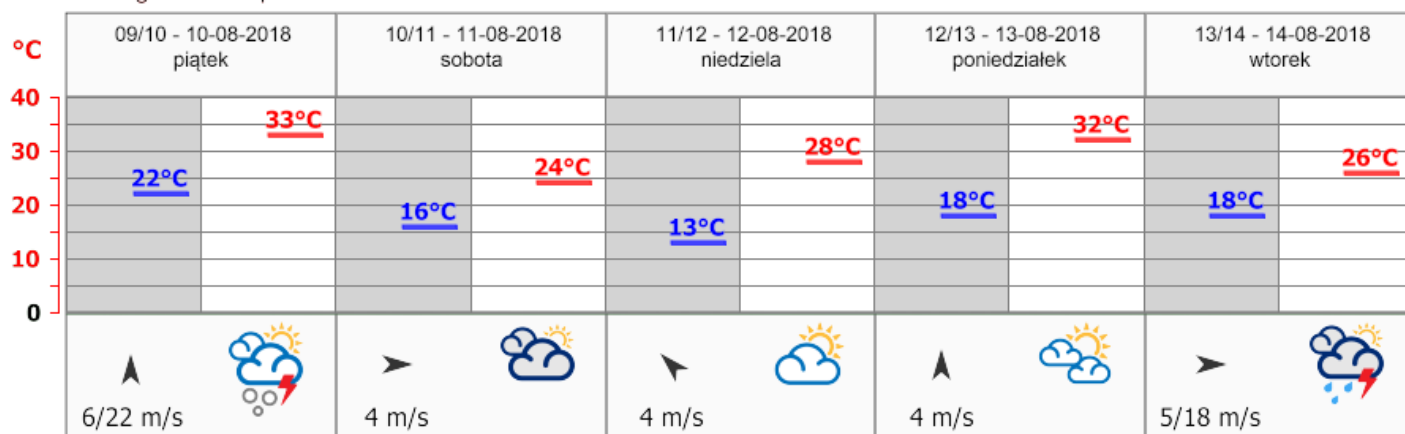 09/10 - 10-08-2018
piątek
10/11 - 11-08-2018
sobota
11/12 - 12-08-2018
niedziela
12/13 - 13-08-2018
poniedziałek
13/14 - 14-08-2018
wtorek
°C
40
30
20
10
0
22°C
33°C
16°C
24°C
13°C
28°C
18°C
32°C
18°C
26°C
6/22 m/s
4 m/s
4 m/s
4 m/s
5/18 m/s